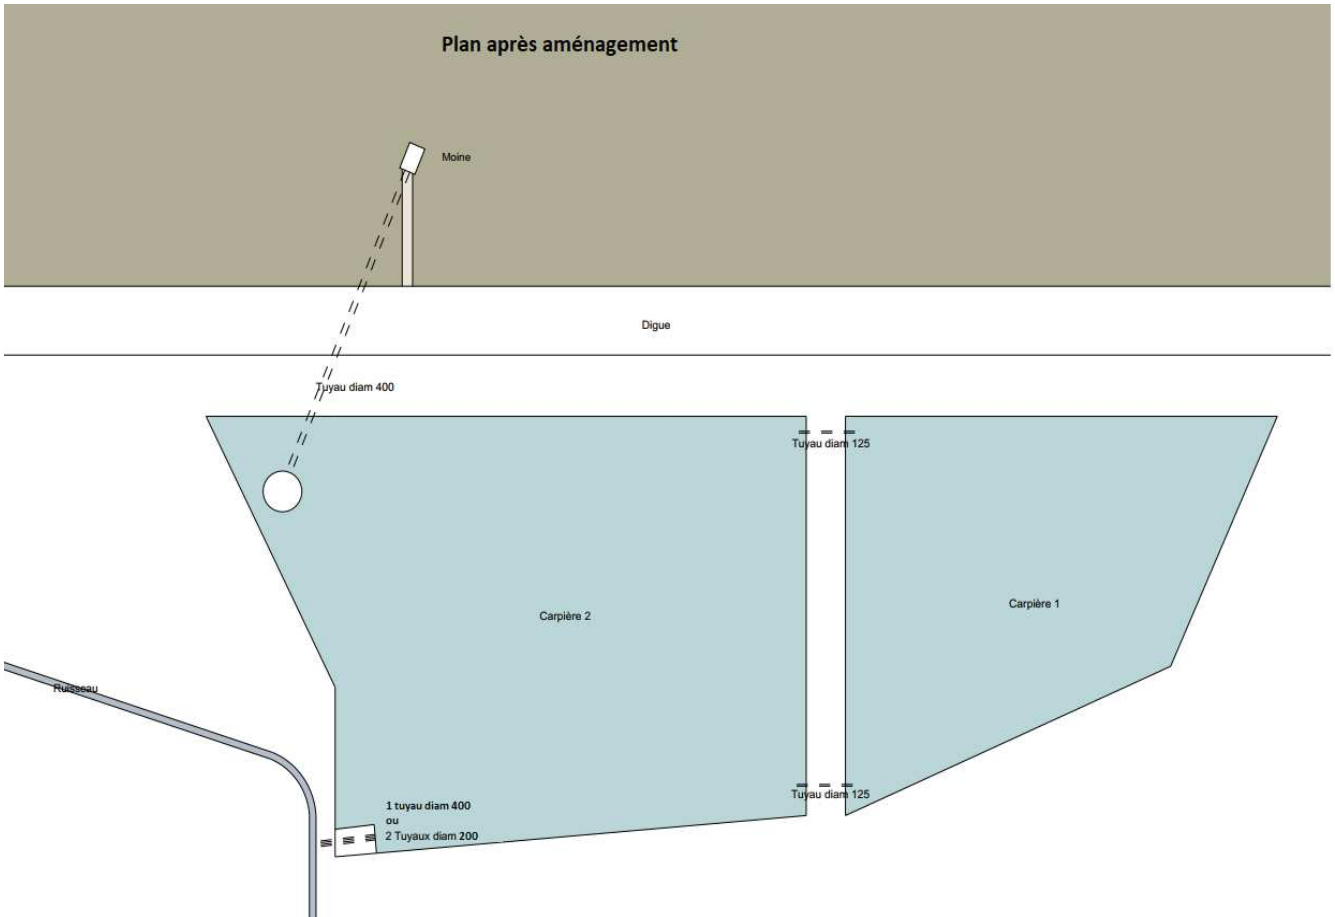 Plan après aménagement
Moine
Digue
Tuyau diam 400
Tuyau diam 125
Carpière 2
Carpière 1
Ruisseau
Tuyau diam 125
1 tuyau diam 400
ou
2 Tuyaux diam 200